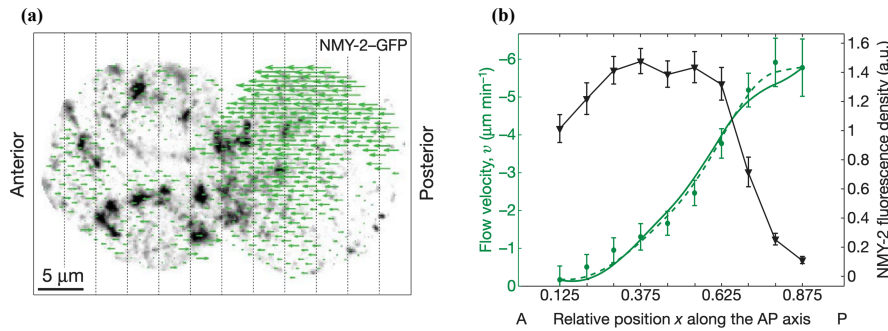 (a)
NMY-2–GFP
Anterior
Posterior
5 μm
(b)
Flow velocity, v (μm min⁻¹)
–6
–5
–4
–3
–2
–1
0
1.6
1.4
1.2
1
0.8
0.6
0.4
0.2
0
NMY-2 fluorescence density (a.u.)
0.125 0.375 0.625 0.875
A Relative position x along the AP axis P